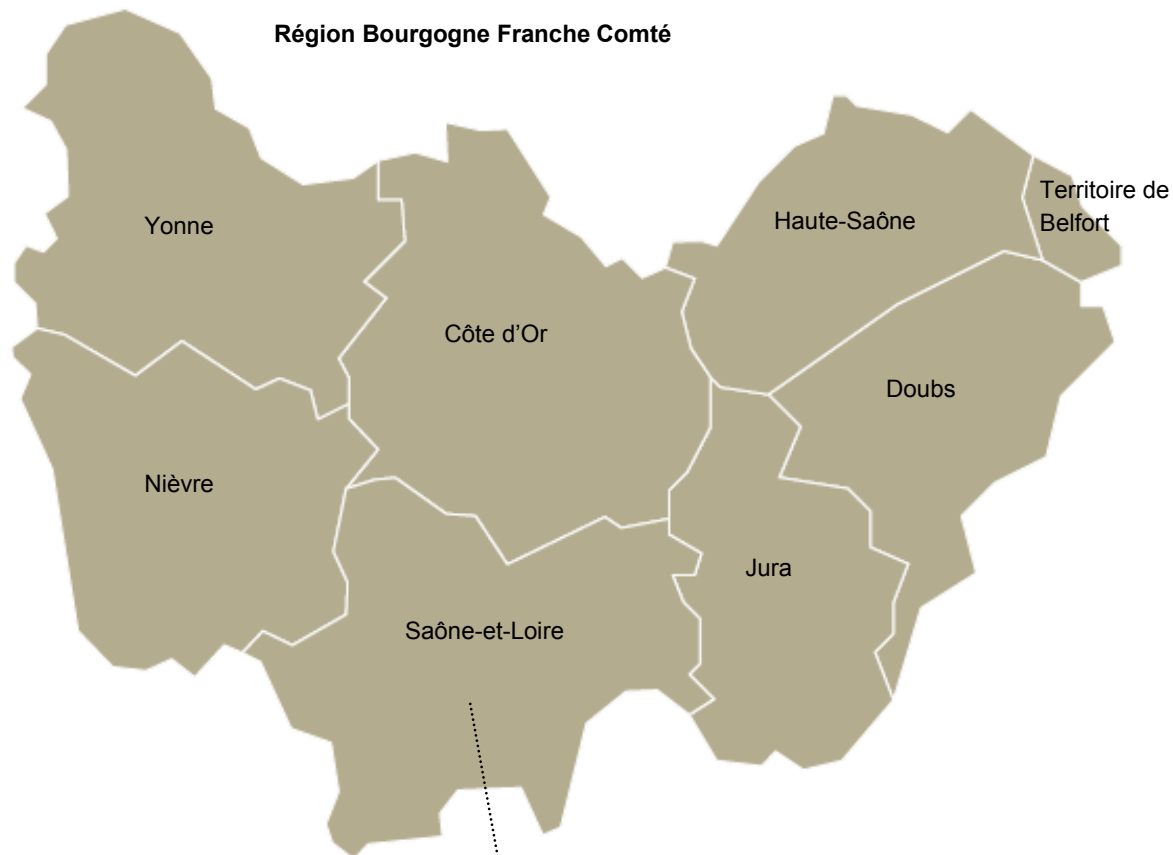 Région Bourgogne Franche Comté
Yonne
Haute-Saône
Territoire de
Belfort
Côte d’Or
Doubs
Nièvre
Jura
Saône-et-Loire